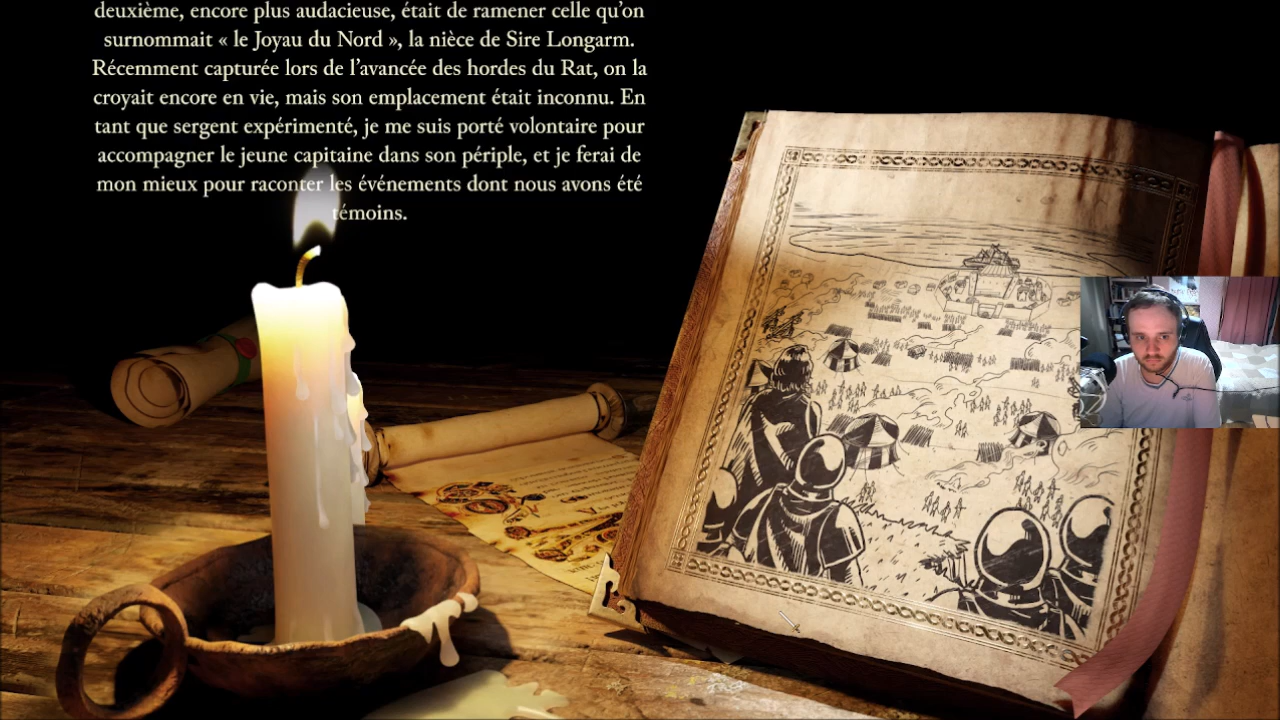 deuxième, encore plus audacieuse, était de ramener celle qu'on
surnommait « le Joyau du Nord », la nièce de Sire Longarm.
Récemment capturée lors de l'avancée des hordes du Rat, on la
croyait encore en vie, mais son emplacement était inconnu. En
tant que sergent expérimenté, je me suis porté volontaire pour
accompagner le jeune capitaine dans son périple, et je ferai de
mon mieux pour raconter les événements dont nous avons été
témoins.